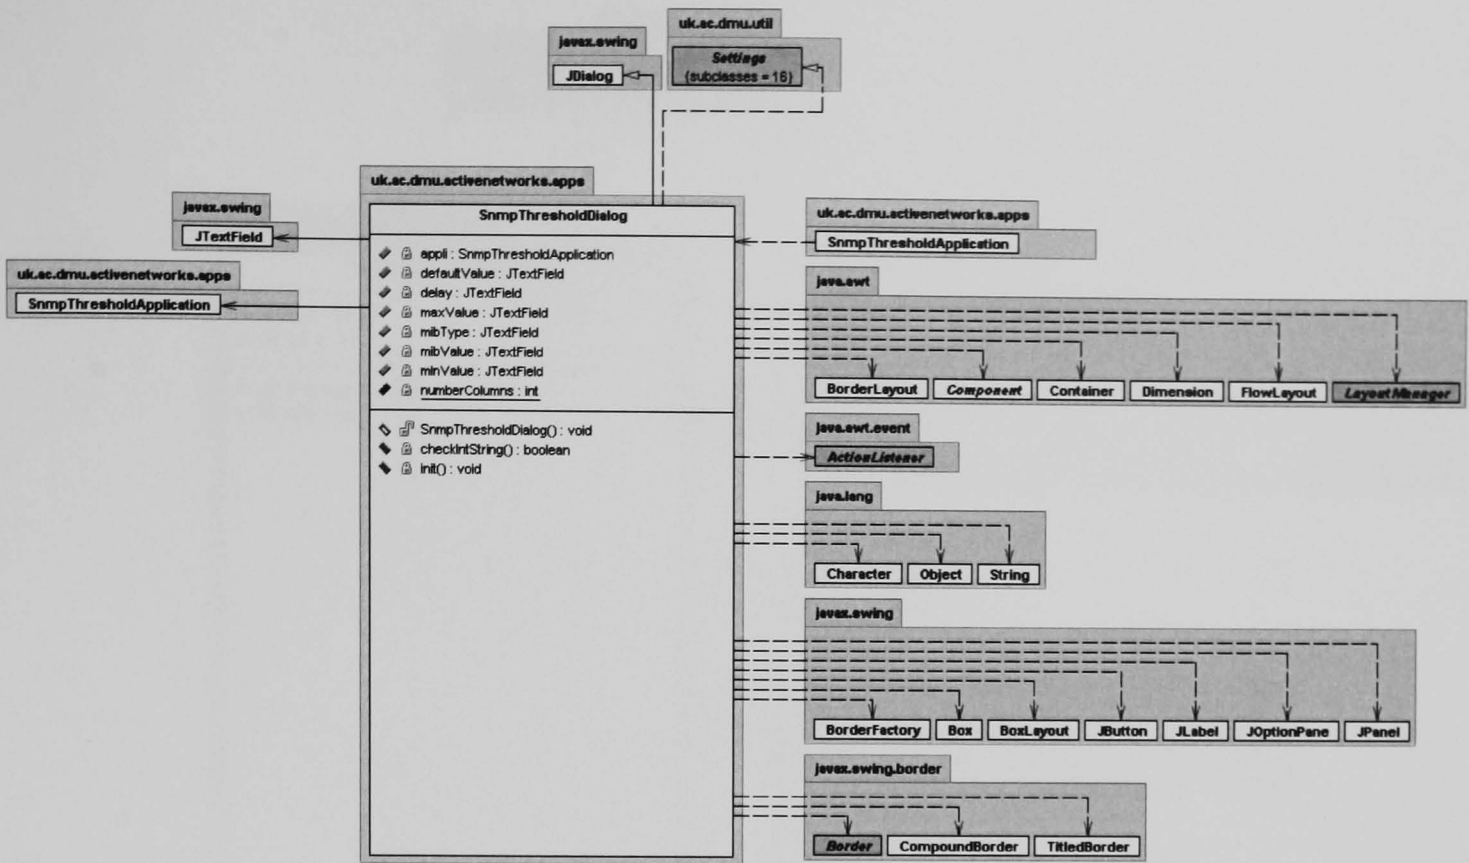 uk.ac.dmu.util
Settings
{subclasses = 16}
javax.swing
JDialog
uk.ac.dmu.activenetworks.apps
SnmpThresholdDialog
appli : SnmpThresholdApplication
defaultValue : JTextField
delay : JTextField
maxValue : JTextField
mibType : JTextField
mibValue : JTextField
minValue : JTextField
numberColumns : int
SnmpThresholdDialog() : void
checkIntString() : boolean
init() : void
javax.swing
JTextField
uk.ac.dmu.activenetworks.apps
SnmpThresholdApplication
uk.ac.dmu.activenetworks.apps
SnmpThresholdApplication
java.awt
BorderLayout Component Container Dimension FlowLayout LayoutManager
java.awt.event
ActionListener
java.lang
Character Object String
javax.swing
BorderFactory Box BoxLayout JButton JLabel JOptionPane JPanel
javax.swing.border
Border CompoundBorder TitledBorder